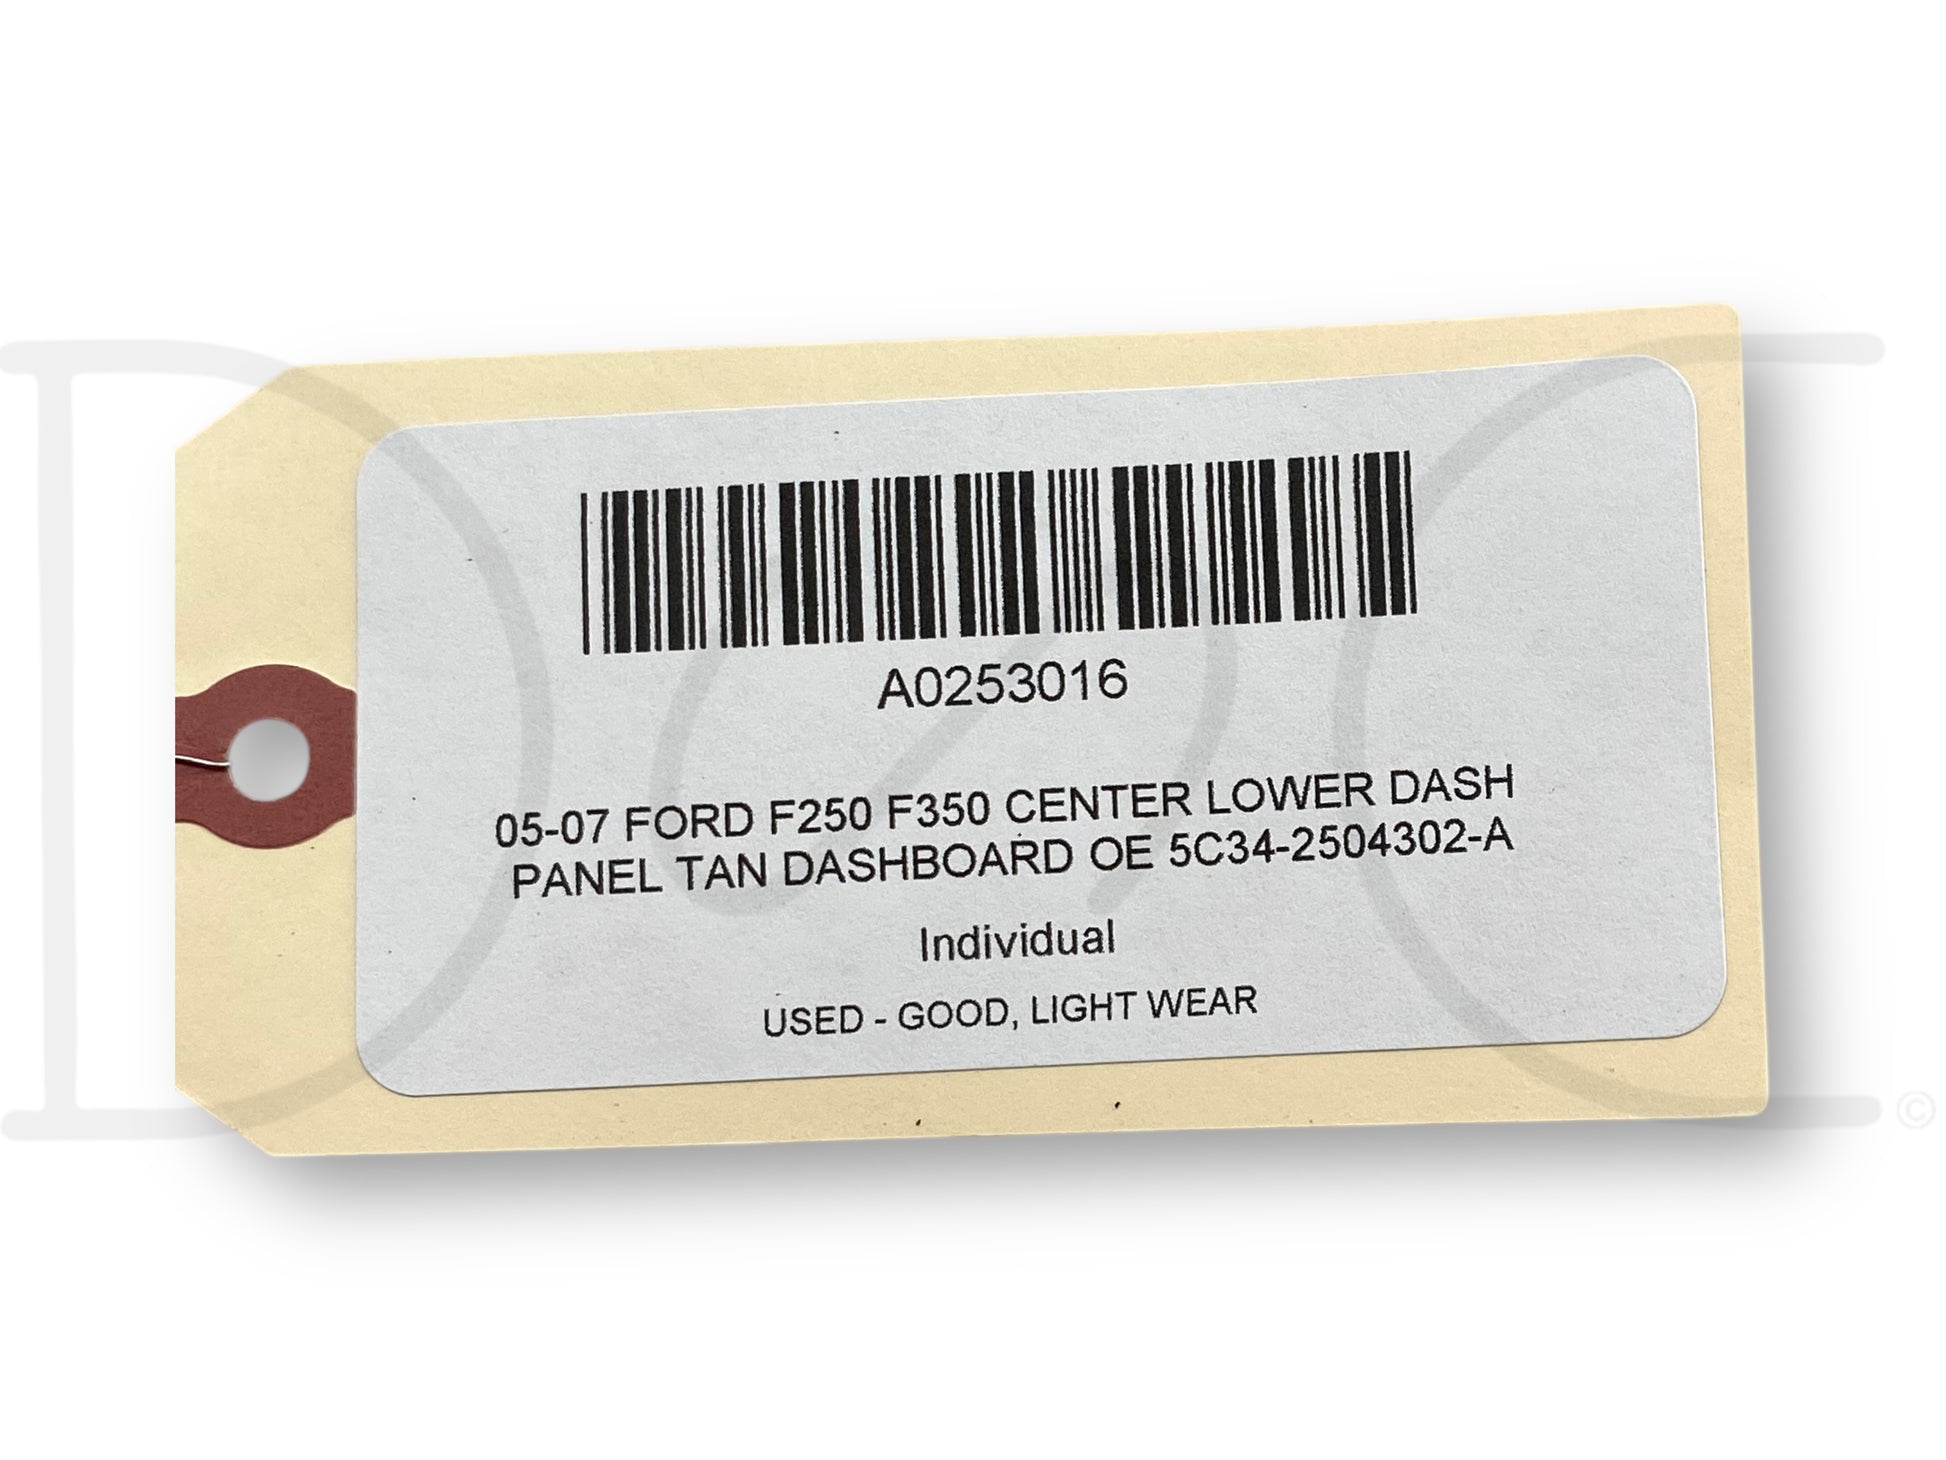 A0253016
05-07 FORD F250 F350 CENTER LOWER DASH
PANEL TAN DASHBOARD OE 5C34-2504302-A
Individual
USED - GOOD, LIGHT WEAR
D C
©